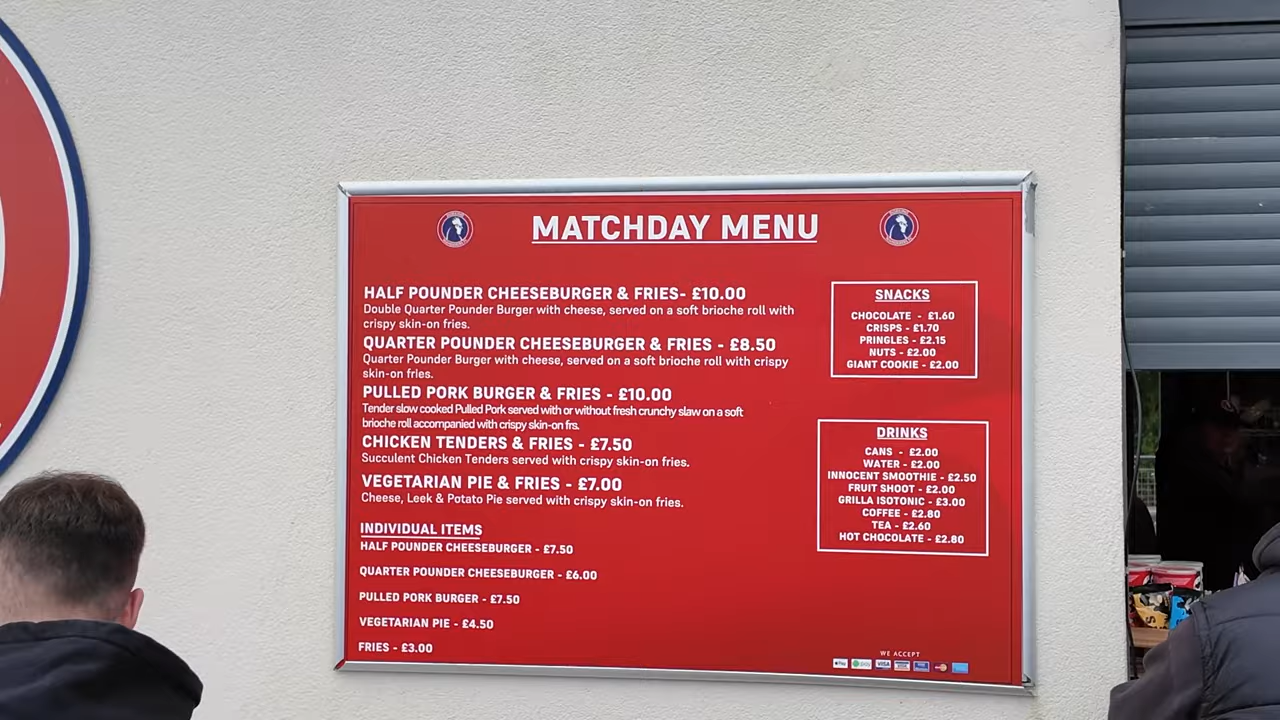 MATCHDAY MENU
HALF POUNDER CHEESEBURGER & FRIES- £10.00
Double Quarter Pounder Burger with cheese, served on a soft brioche roll with
crispy skin-on fries.
QUARTER POUNDER CHEESEBURGER & FRIES - £8.50
Quarter Pounder Burger with cheese, served on a soft brioche roll with crispy
skin-on fries.
PULLED PORK BURGER & FRIES - £10.00
Tender slow cooked Pulled Pork served with or without fresh crunchy slaw on a soft
brioche roll accompanied with crispy skin-on frs.
CHICKEN TENDERS & FRIES - £7.50
Succulent Chicken Tenders served with crispy skin-on fries.
VEGETARIAN PIE & FRIES - £7.00
Cheese, Leek & Potato Pie served with crispy skin-on fries.
INDIVIDUAL ITEMS
HALF POUNDER CHEESEBURGER - £7.50
QUARTER POUNDER CHEESEBURGER - £6.00
PULLED PORK BURGER - £7.50
VEGETARIAN PIE - £4.50
FRIES - £3.00
SNACKS
CHOCOLATE - £1.60
CRISPS - £1.70
PRINGLES - £2.15
NUTS - £2.00
GIANT COOKIE - £2.00
DRINKS
CANS - £2.00
WATER - £2.00
INNOCENT SMOOTHIE - £2.50
FRUIT SHOOT - £2.00
GRILLA ISOTONIC - £3.00
COFFEE - £2.80
TEA - £2.60
HOT CHOCOLATE - £2.80
WE ACCEPT
VISA